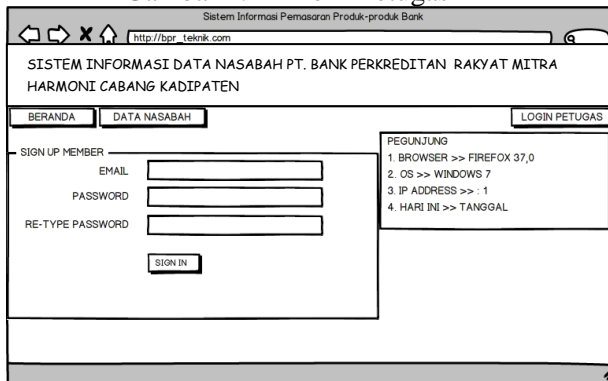 Sistem Informasi Pemasaran Produk-produk Bank
http://bpr_teknik.com
SISTEM INFORMASI DATA NASABAH PT. BANK PERKREDITAN RAKYAT MITRA
HARMONI CABANG KADIPATEN
BERANDA
DATA NASABAH
LOGIN PETUGAS
SIGN UP MEMBER
EMAIL
PASSWORD
RE-TYPE PASSWORD
SIGN IN
PEGUNJUNG
1. BROWSER >> FIREFOX 37,0
2. OS >> WINDOWS 7
3. IP ADDRESS >> : 1
4. HARI INI >> TANGGAL